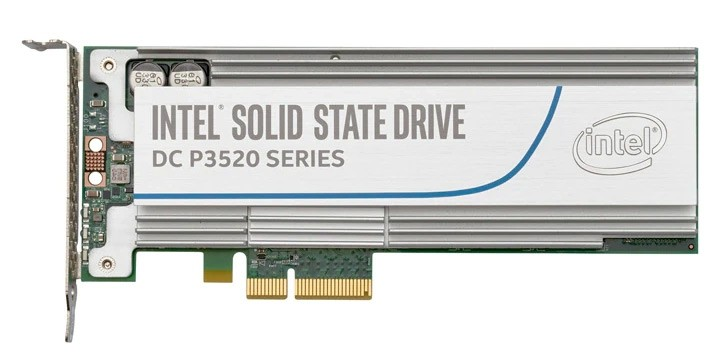 INTEL® SOLID STATE DRIVE
DC P3520 SERIES
intel